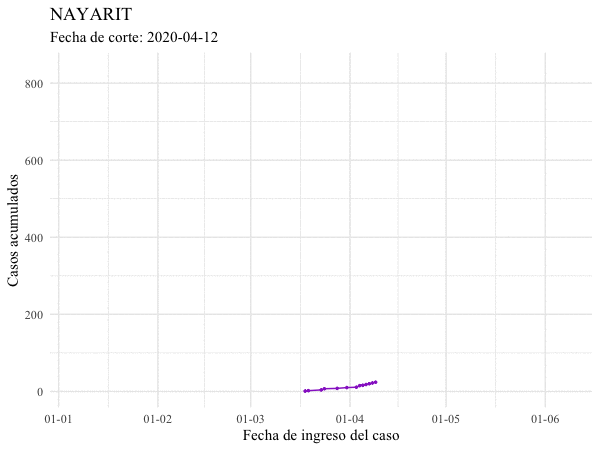 NAYARIT
Fecha de corte: 2020-04-12
Casos acumulados
800
600
400
200
0
01-01 01-02 01-03 01-04 01-05 01-06
Fecha de ingreso del caso